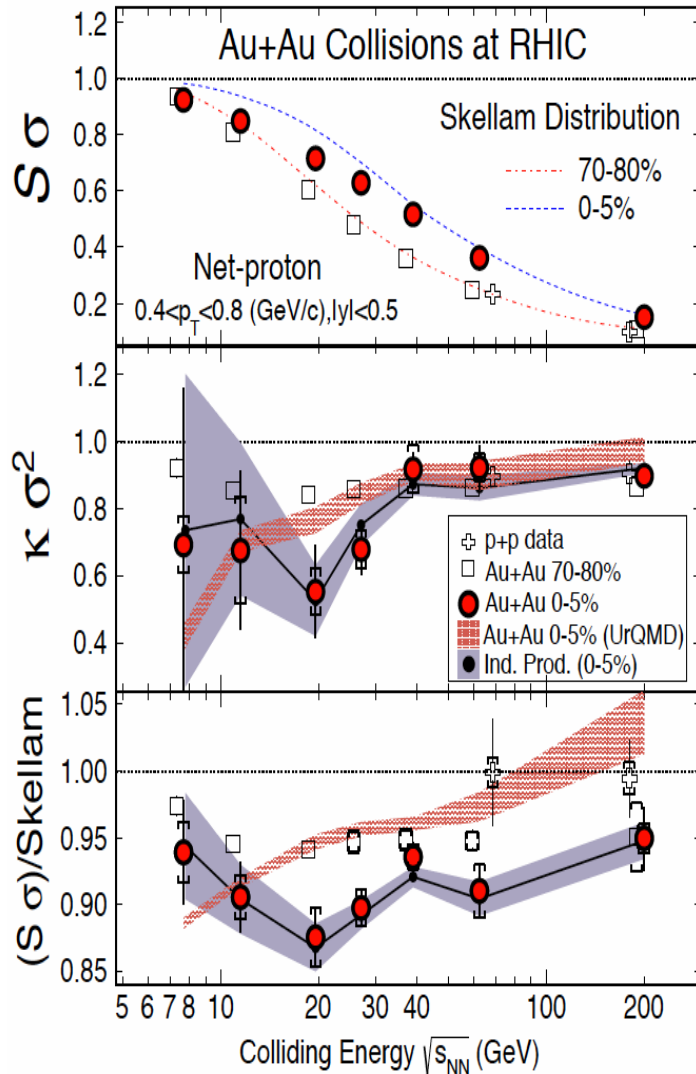 Au+Au Collisions at RHIC
Skellam Distribution
70-80%
0-5%
Net-proton
0.4<p_T<0.8 (GeV/c),|y|<0.5
S σ
1.2
1.0
0.8
0.6
0.4
0.2
κ σ²
1.2
1.0
0.8
0.6
0.4
p+p data
Au+Au 70-80%
Au+Au 0-5%
Au+Au 0-5% (UrQMD)
Ind. Prod. (0-5%)
(S σ)/Skellam
1.05
1.00
0.95
0.90
0.85
5 6 7 8 10 20 30 40 100 200
Colliding Energy √s_NN (GeV)